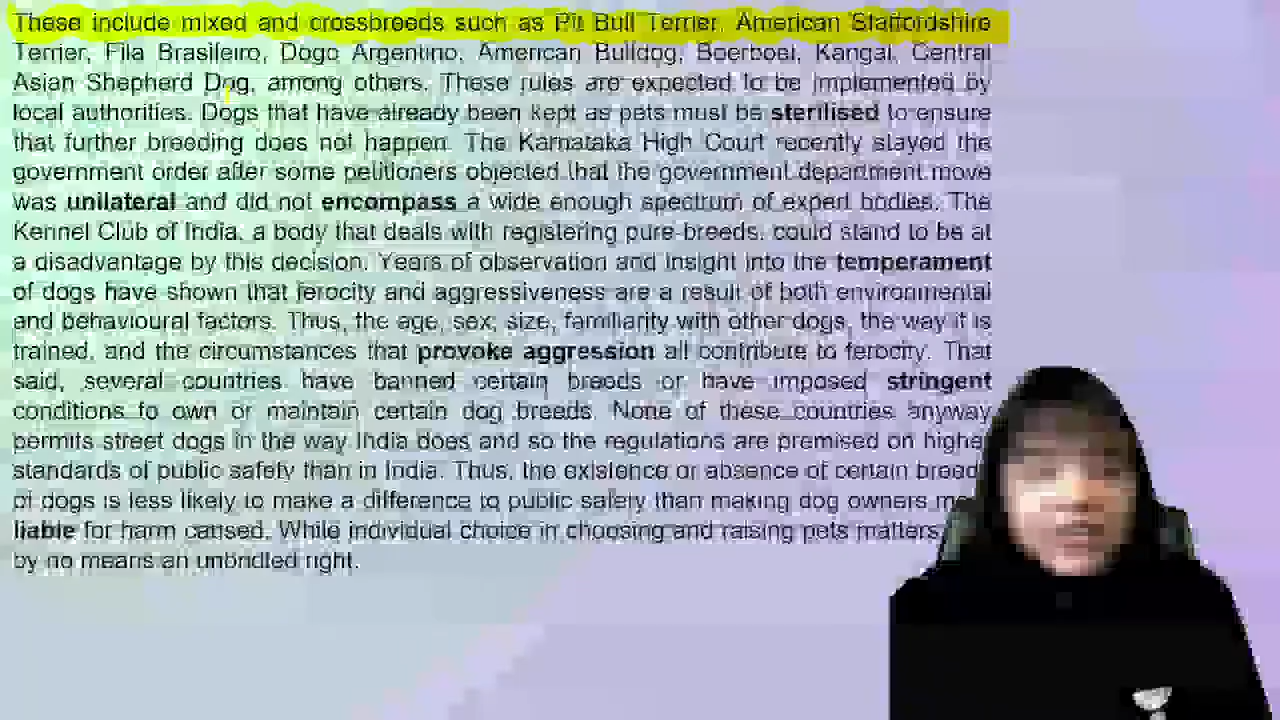 These include mixed and crossbreeds such as Pit Bull Terrier, American Staffordshire
Terrier, Fila Brasileiro, Dogo Argentino, American Bulldog, Boerboel, Kangal, Central
Asian Shepherd Dog, among others. These rules are expected to be implemented by
local authorities. Dogs that have already been kept as pets must be sterilised to ensure
that further breeding does not happen. The Karnataka High Court recently stayed the
government order after some petitioners objected that the government department move
was unilateral and did not encompass a wide enough spectrum of expert bodies. The
Kennel Club of India, a body that deals with registering pure-breeds, could stand to be at
a disadvantage by this decision. Years of observation and insight into the temperament
of dogs have shown that ferocity and aggressiveness are a result of both environmental
and behavioural factors. Thus, the age, sex, size, familiarity with other dogs, the way it is
trained, and the circumstances that provoke aggression all contribute to ferocity. That
said, several countries have banned certain breeds or have imposed stringent
conditions to own or maintain certain dog breeds. None of these countries anyway
permits street dogs in the way India does and so the regulations are premised on highe
standards of public safety than in India. Thus, the existence or absence of certain breed
of dogs is less likely to make a difference to public safety than making dog owners m
liable for harm caused. While individual choice in choosing and raising pets matters,
by no means an unbridled right.